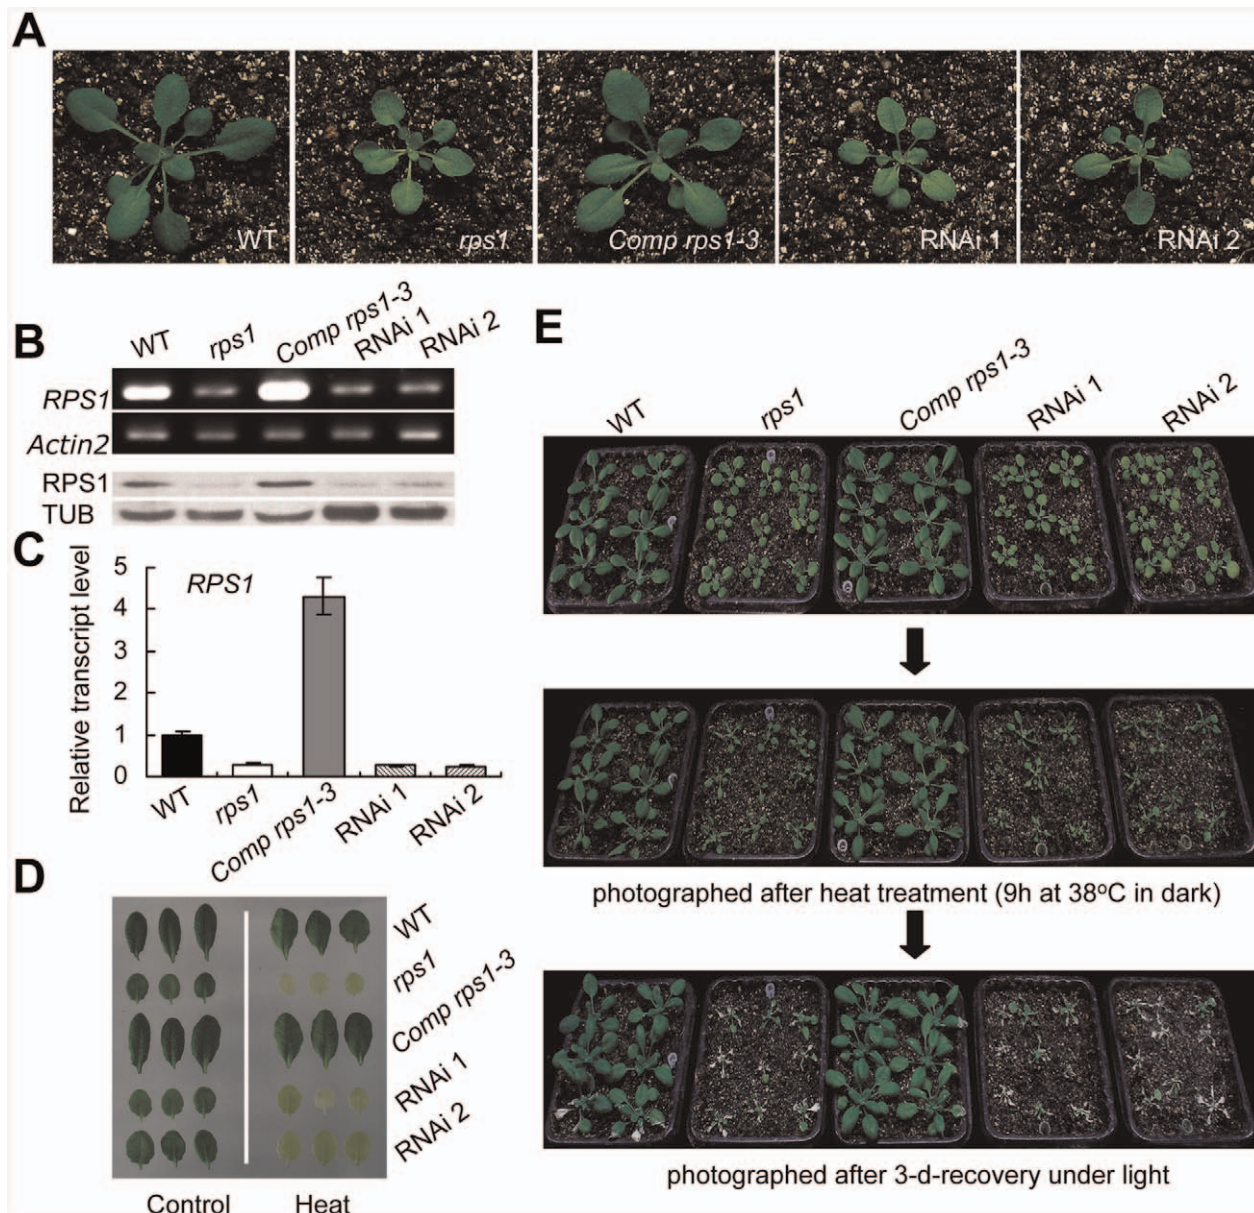 A
WT
rps1
Comp rps1-3
RNAi 1
RNAi 2
B
WT
rps1
Comp rps1-3
RNAi 1
RNAi 2
RPS1
Actin2
RPS1
TUB
C
Relative transcript level
RPS1
5
4
3
2
1
0
WT
rps1
Comp rps1-3
RNAi 1
RNAi 2
D
WT
rps1
Comp rps1-3
RNAi 1
RNAi 2
Control
Heat
E
WT
rps1
Comp rps1-3
RNAi 1
RNAi 2
photographed after heat treatment (9h at 38°C in dark)
photographed after 3-d-recovery under light